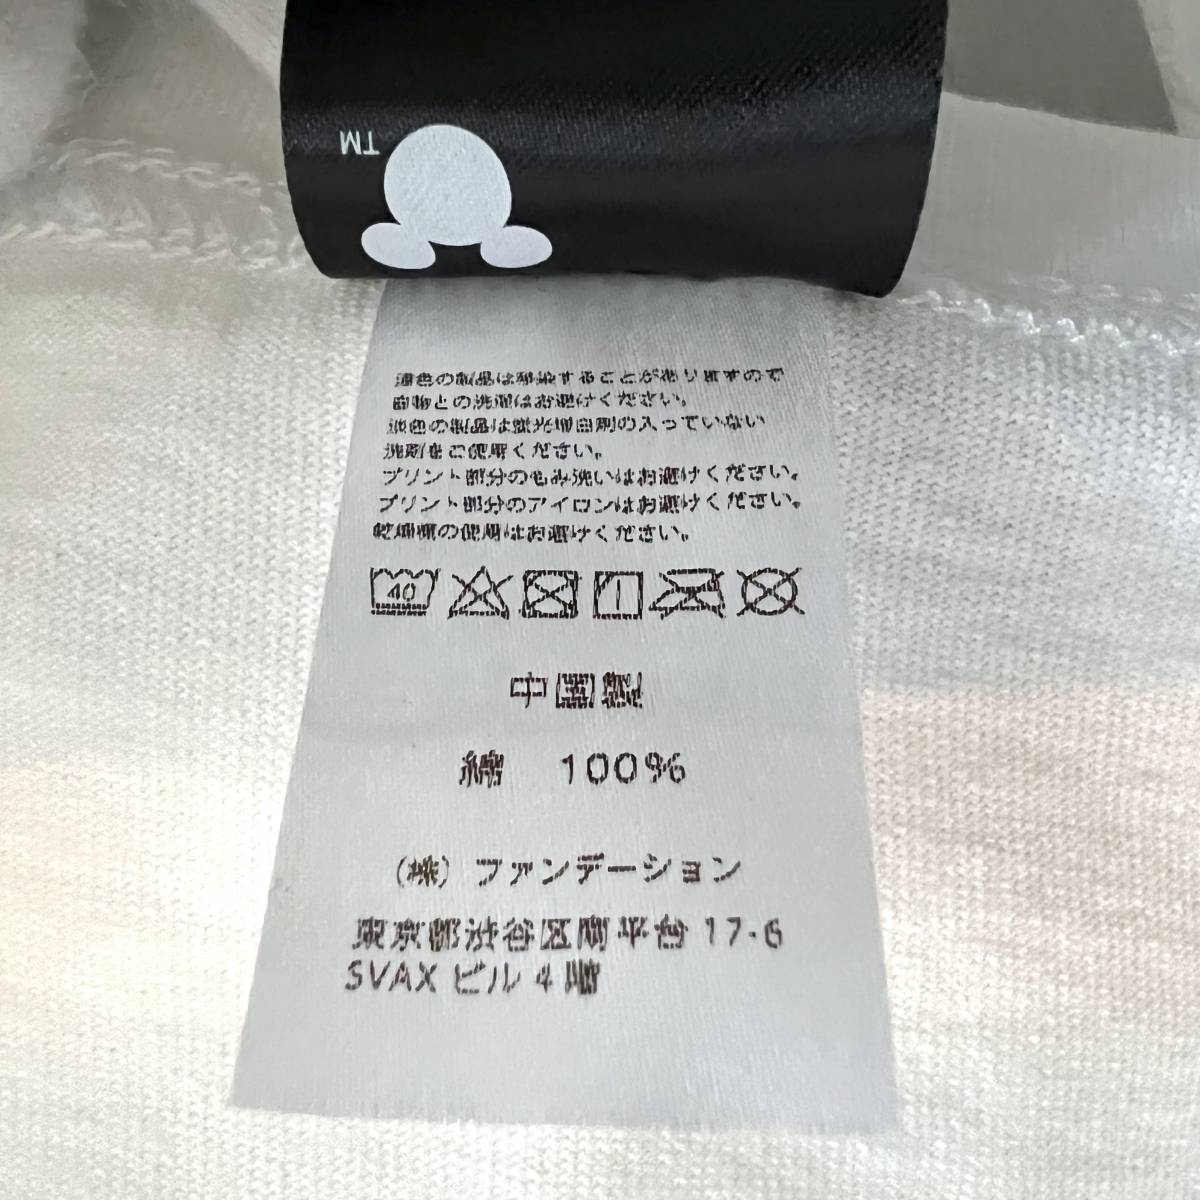 TM
濃色の製品は移染することがありますので
白物との洗濯はお避けください。
淡色の製品は蛍光増白剤の入っていない
洗剤をご使用ください。
プリント部分のもみ洗いはお避けください。
プリント部分のアイロンはお避けください。
乾燥機の使用はお避けください。
40
中国製
綿 100%
(株) ファンデーション
東京都渋谷区南平台 17-6
SVAX ビル 4 階